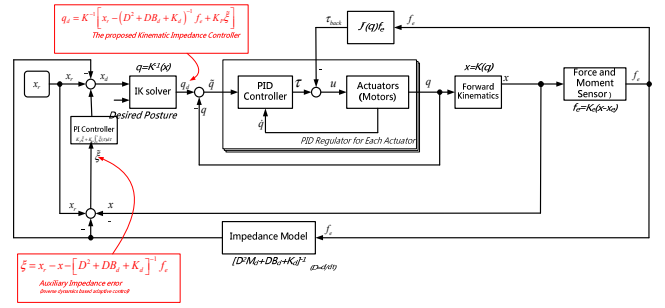 q_d = K⁻¹[x_r − (D² + DB_d + K_d)⁻¹ f_e + K_P ξ̃]
The proposed Kinematic Impedance Controller
τ_back
J^T(q)f_e
f_e
q=K⁻¹(x)
x=K(q)
x_r
x_r
x_d
IK solver
q_d
q̃
PID
Controller
τ
u
Actuators
(Motors)
q
Forward
Kinematics
x
Force and
Moment
Sensor )
f_e
f_e=K_e(x-x_e)
Desired Posture
q
q̇
PID Regulator for Each Actuator
PI Controller
ξ̃
x_r
x
Impedance Model
f_e
[D²M_d+DB_d+K_d]⁻¹
(D=d/dt)
ξ̃ = x_r − x − [D² + DB_d + K_d]⁻¹ f_e
Auxiliary Impedance error
(Inverse dynamics based adaptive control)